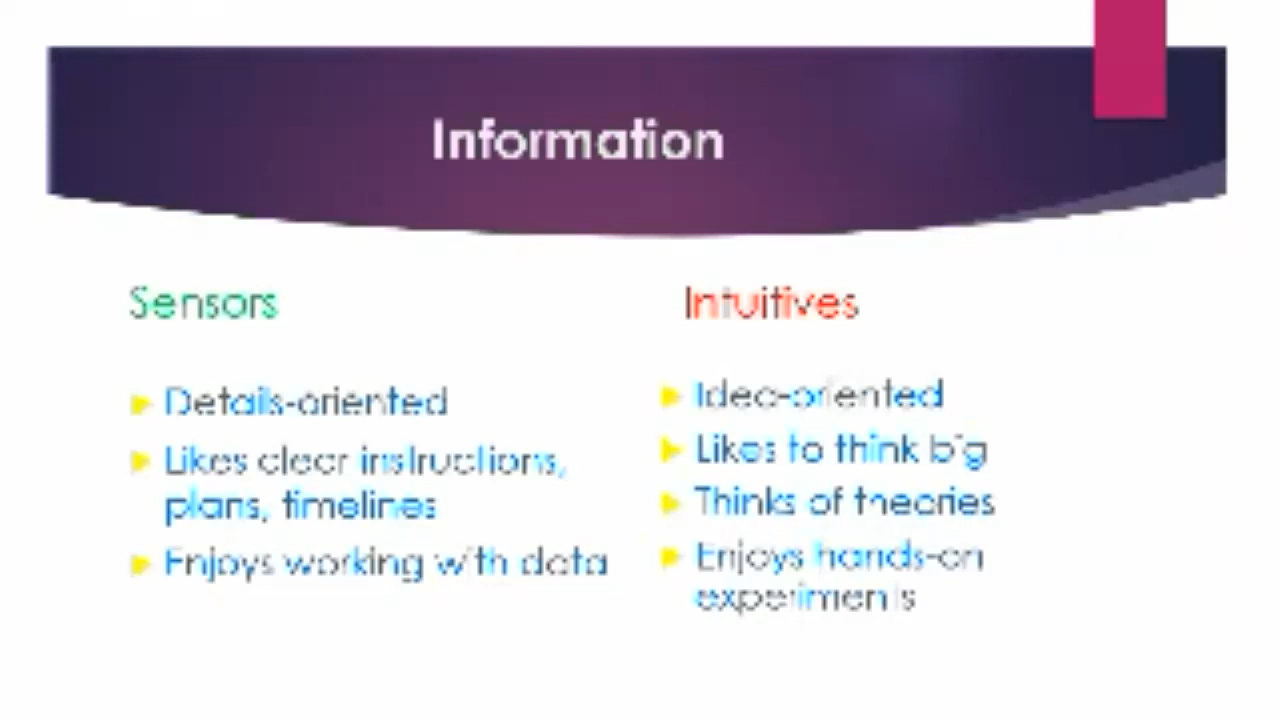 Information
Sensors
Details-oriented
Likes clear instructions,
plans, timelines
Enjoys working with data
Intuitives
Idea-oriented
Likes to think big
Thinks of theories
Enjoys hands-on
experiments